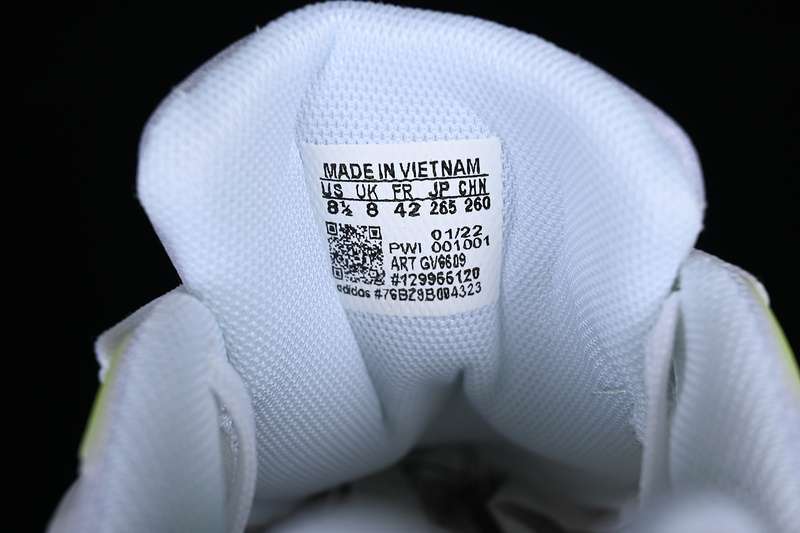 MADE IN VIETNAM
US UK FR JP CHN
8½ 8 42 265 260
01/22
PWI 001001
ART GV6609
#129966120
adidas #76BZ9B004323